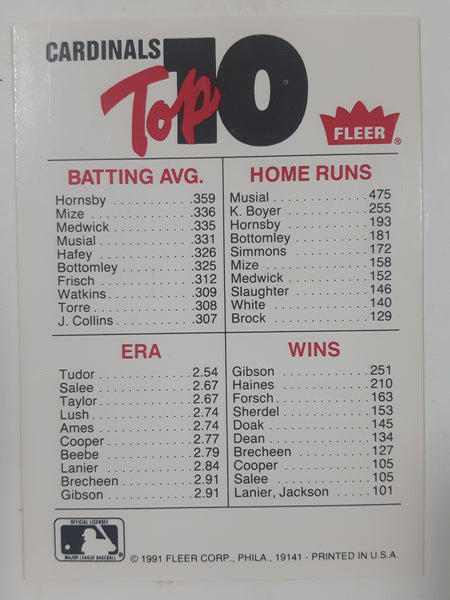 CARDINALS
Top 10
FLEER®
BATTING AVG.
Hornsby .359
Mize .336
Medwick .335
Musial .331
Hafey .326
Bottomley .325
Frisch .312
Watkins .309
Torre .308
J. Collins .307
HOME RUNS
Musial 475
K. Boyer 255
Hornsby 193
Bottomley 181
Simmons 172
Mize 158
Medwick 152
Slaughter 146
White 140
Brock 129
ERA
Tudor 2.54
Salee 2.67
Taylor 2.67
Lush 2.74
Ames 2.74
Cooper 2.77
Beebe 2.79
Lanier 2.84
Brecheen 2.91
Gibson 2.91
WINS
Gibson 251
Haines 210
Forsch 163
Sherdel 153
Doak 145
Dean 134
Brecheen 127
Cooper 105
Salee 105
Lanier, Jackson 101
OFFICIAL LICENSEE
MAJOR LEAGUE BASEBALL
© 1991 FLEER CORP., PHILA., 19141 - PRINTED IN U.S.A.